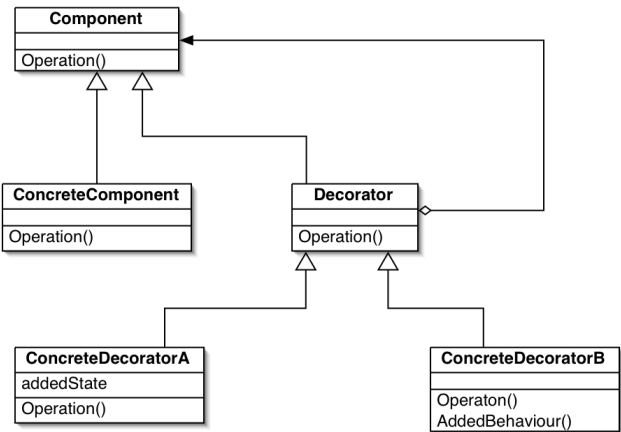 Component
Operation()
ConcreteComponent
Operation()
Decorator
Operation()
ConcreteDecoratorA
addedState
Operation()
ConcreteDecoratorB
Operaton()
AddedBehaviour()